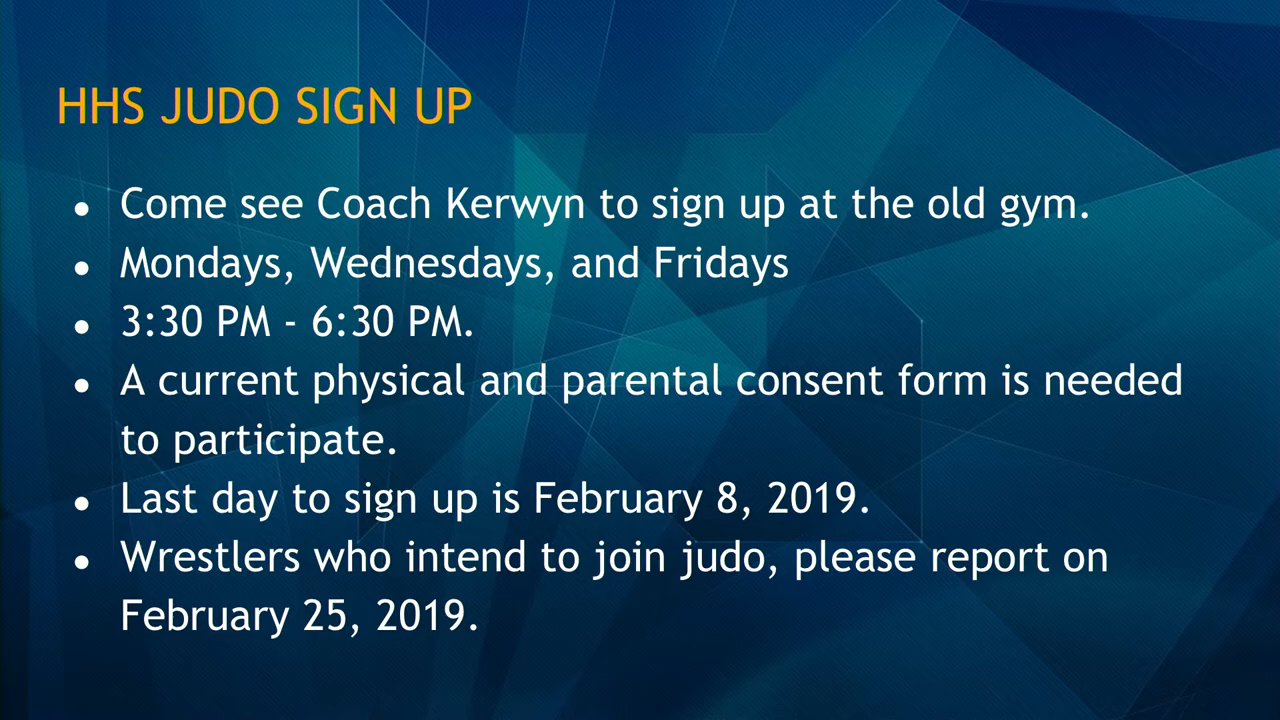 HHS JUDO SIGN UP
● Come see Coach Kerwyn to sign up at the old gym.
● Mondays, Wednesdays, and Fridays
● 3:30 PM - 6:30 PM.
● A current physical and parental consent form is needed
to participate.
● Last day to sign up is February 8, 2019.
● Wrestlers who intend to join judo, please report on
February 25, 2019.